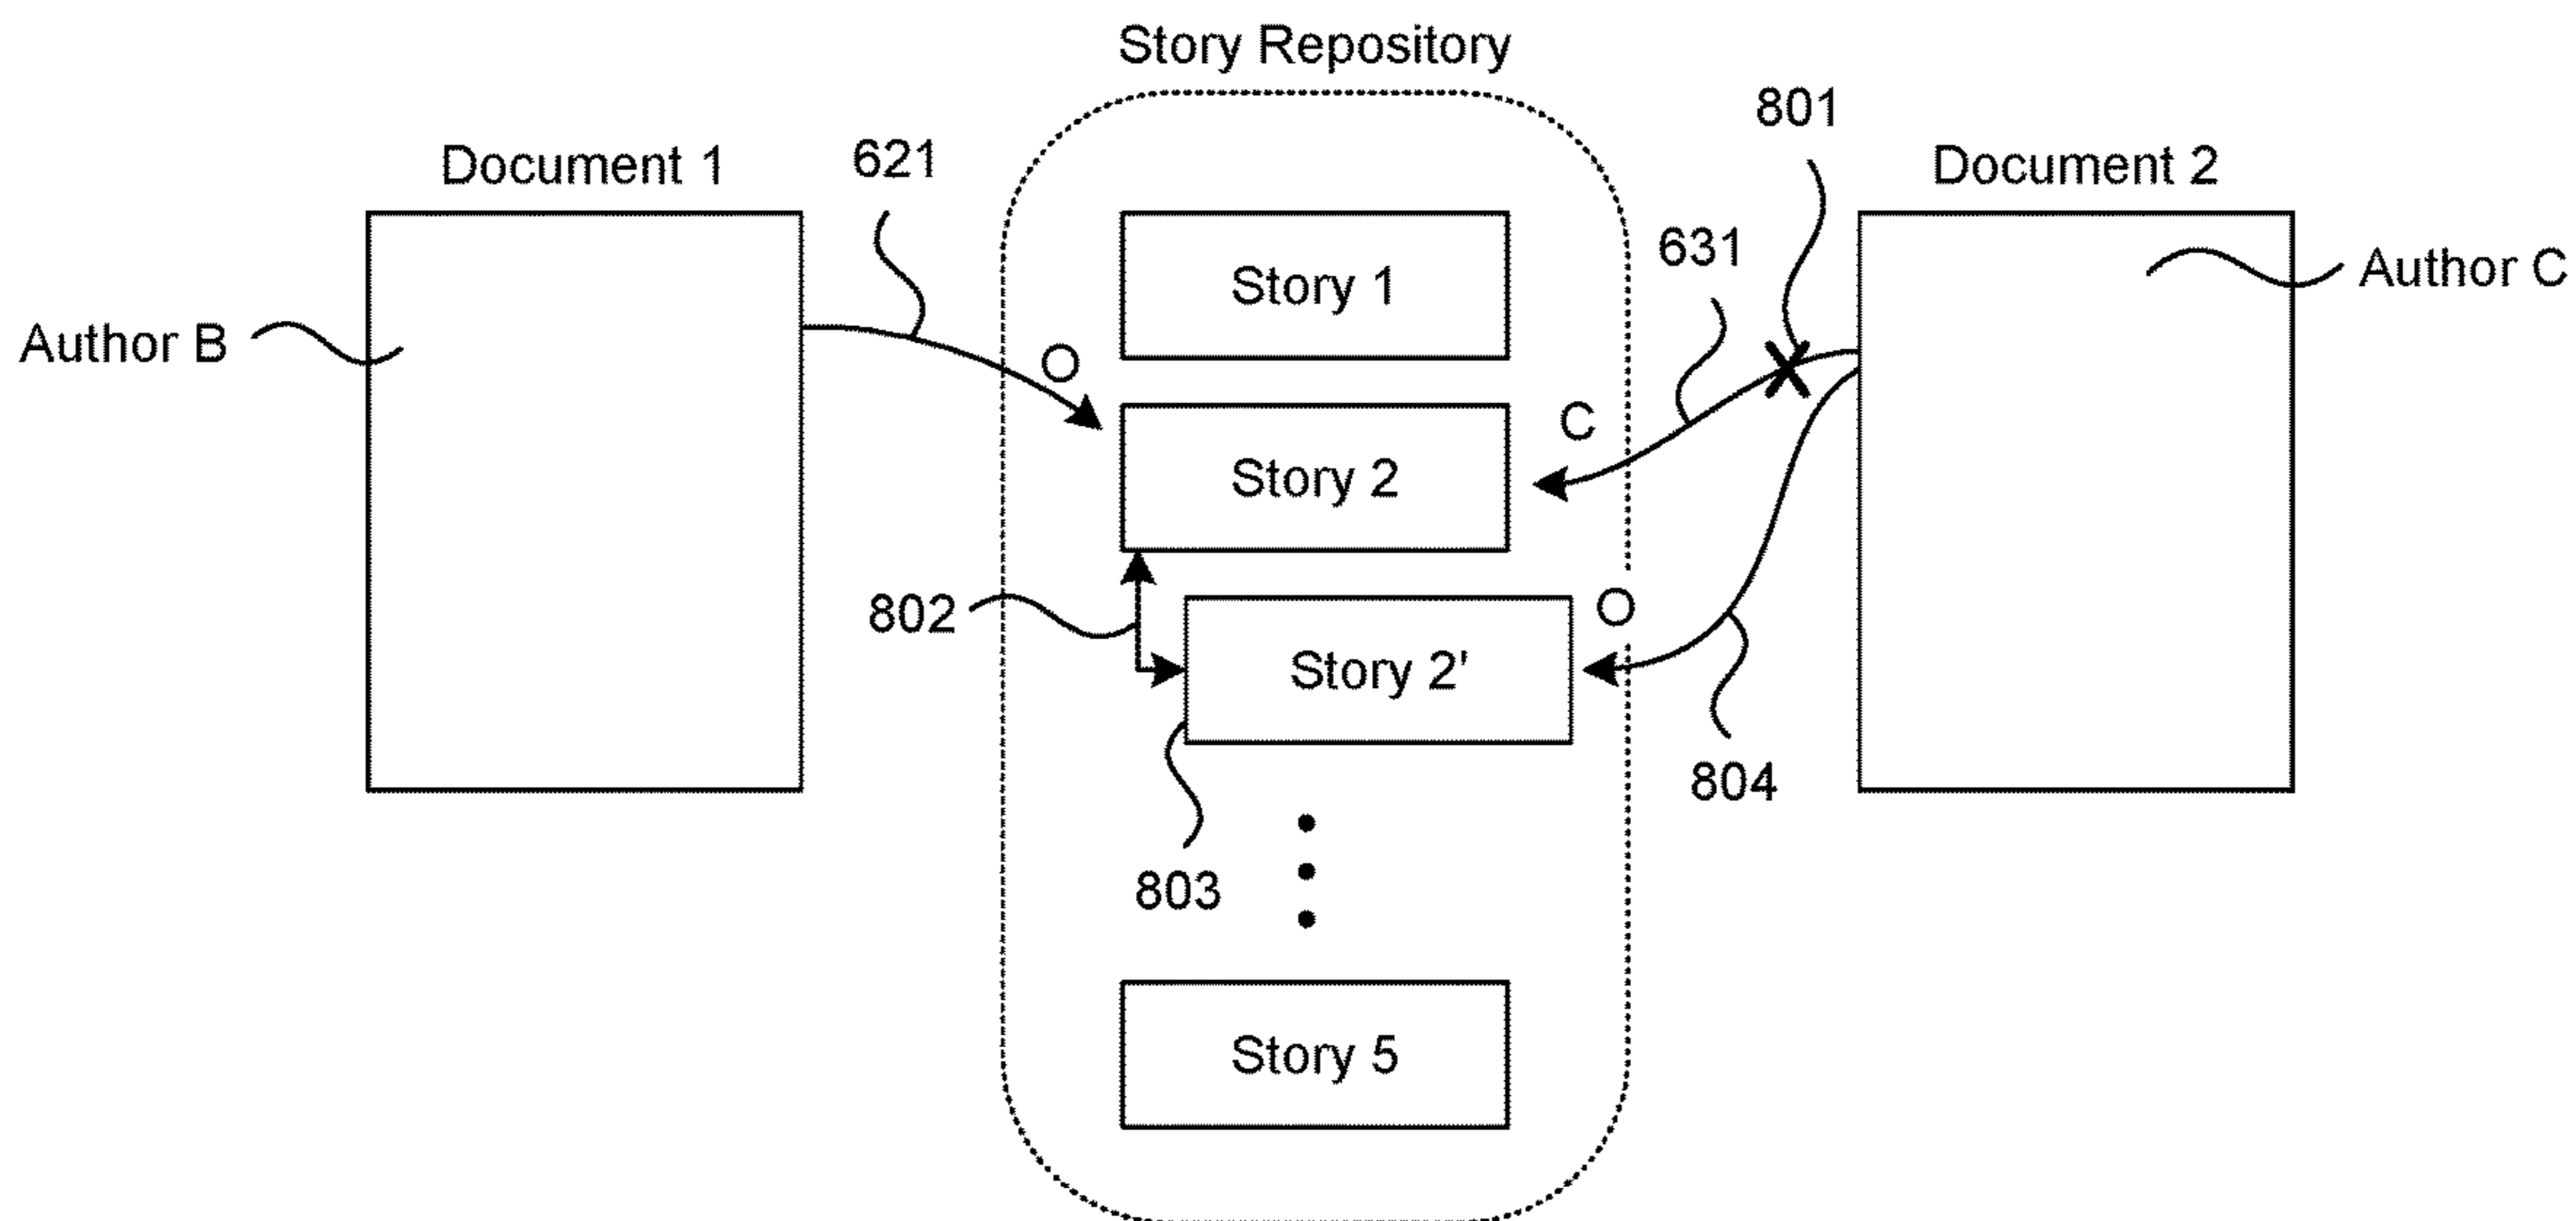 Story Repository
801
Document 1
621
Document 2
631
Story 1
Author C
Author B
O
C
Story 2
802
O
Story 2'
804
803
Story 5